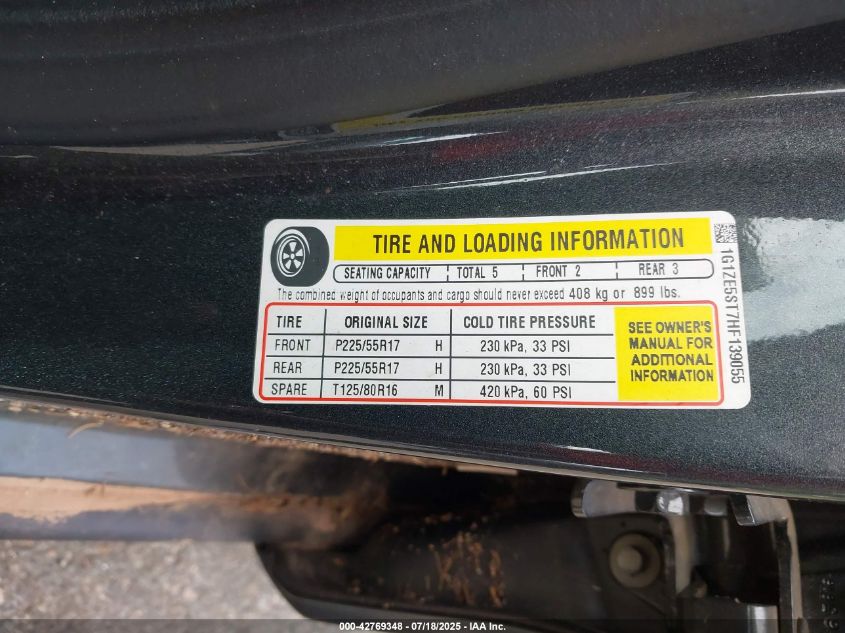 TIRE AND LOADING INFORMATION
SEATING CAPACITY TOTAL 5 FRONT 2 REAR 3
The combined weight of occupants and cargo should never exceed 408 kg or 899 lbs.
TIRE ORIGINAL SIZE COLD TIRE PRESSURE
FRONT P225/55R17 H 230 kPa, 33 PSI
REAR P225/55R17 H 230 kPa, 33 PSI
SPARE T125/80R16 M 420 kPa, 60 PSI
SEE OWNER'S
MANUAL FOR
ADDITIONAL
INFORMATION
1G1ZE5ST7HF139055
000-42769348 - 07/18/2025 - IAA Inc.